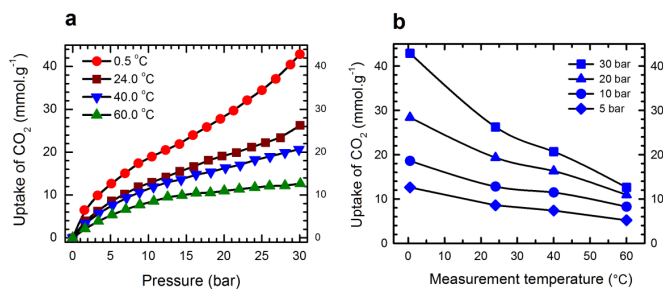 a
0.5 °C
24.0 °C
40.0 °C
60.0 °C
Uptake of CO2 (mmol.g-1)
40
30
20
10
0
40
30
20
10
0
0 5 10 15 20 25 30
Pressure (bar)
b
30 bar
20 bar
10 bar
5 bar
Uptake of CO2 (mmol.g-1)
40
30
20
10
0
40
30
20
10
0
0 10 20 30 40 50 60
Measurement temperature (°C)